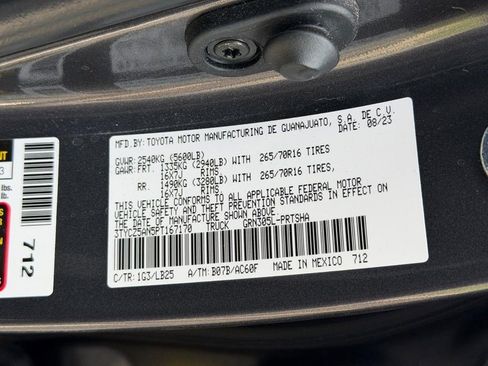 MFD.BY:TOYOTA MOTOR MANUFACTURING DE GUANAJUATO, S.A. DE C.V.
DATE: 08/23
GVWR:2540KG (5600LB)
GAWR:FRT. 1335KG (2940LB) WITH 265/70R16 TIRES
16X7J RIMS,
RR. 1490KG (3280LB) WITH 265/70R16 TIRES
16X7J RIMS,
THIS VEHICLE CONFORMS TO ALL APPLICABLE FEDERAL MOTOR
VEHICLE SAFETY AND THEFT PREVENTION STANDARDS IN EFFECT ON
THE DATE OF MANUFACTURE SHOWN ABOVE.
3TYC25AN5PT167170 TRUCK GRN305L-PRTSHA
C/TR: 1G3/LB25 A/TM: B07B/AC60F MADE IN MEXICO 712
3
lbs.
712